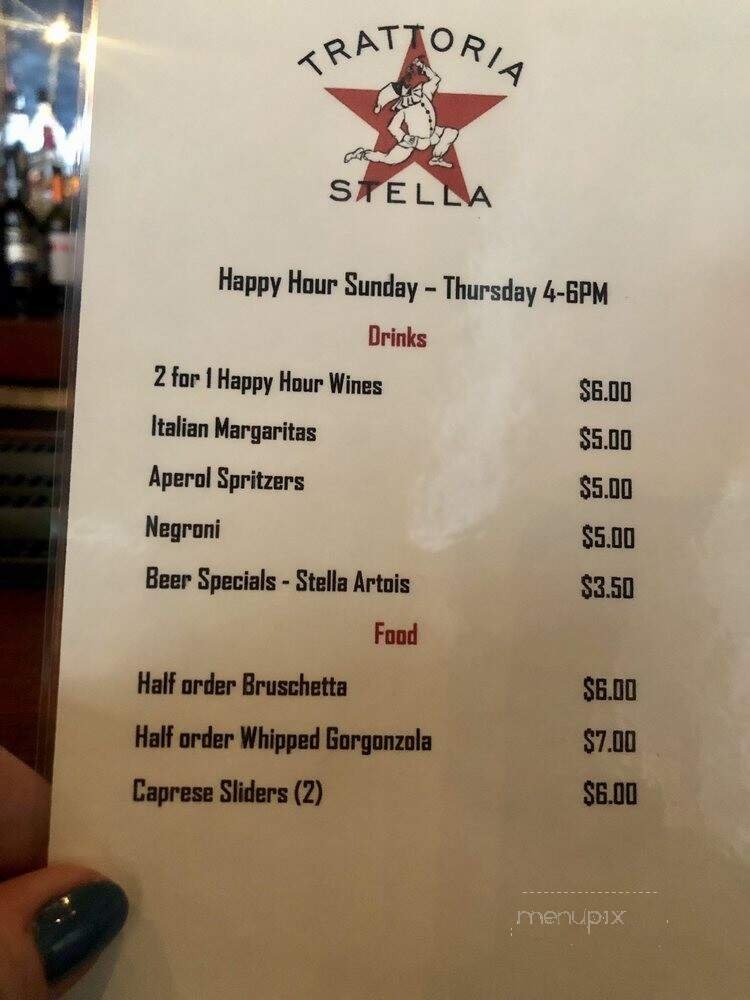 TRATTORIA
STELLA
Happy Hour Sunday – Thursday 4-6PM
Drinks
2 for 1 Happy Hour Wines $6.00
Italian Margaritas $5.00
Aperol Spritzers $5.00
Negroni $5.00
Beer Specials - Stella Artois $3.50
Food
Half order Bruschetta $6.00
Half order Whipped Gorgonzola $7.00
Caprese Sliders (2) $6.00
menupix